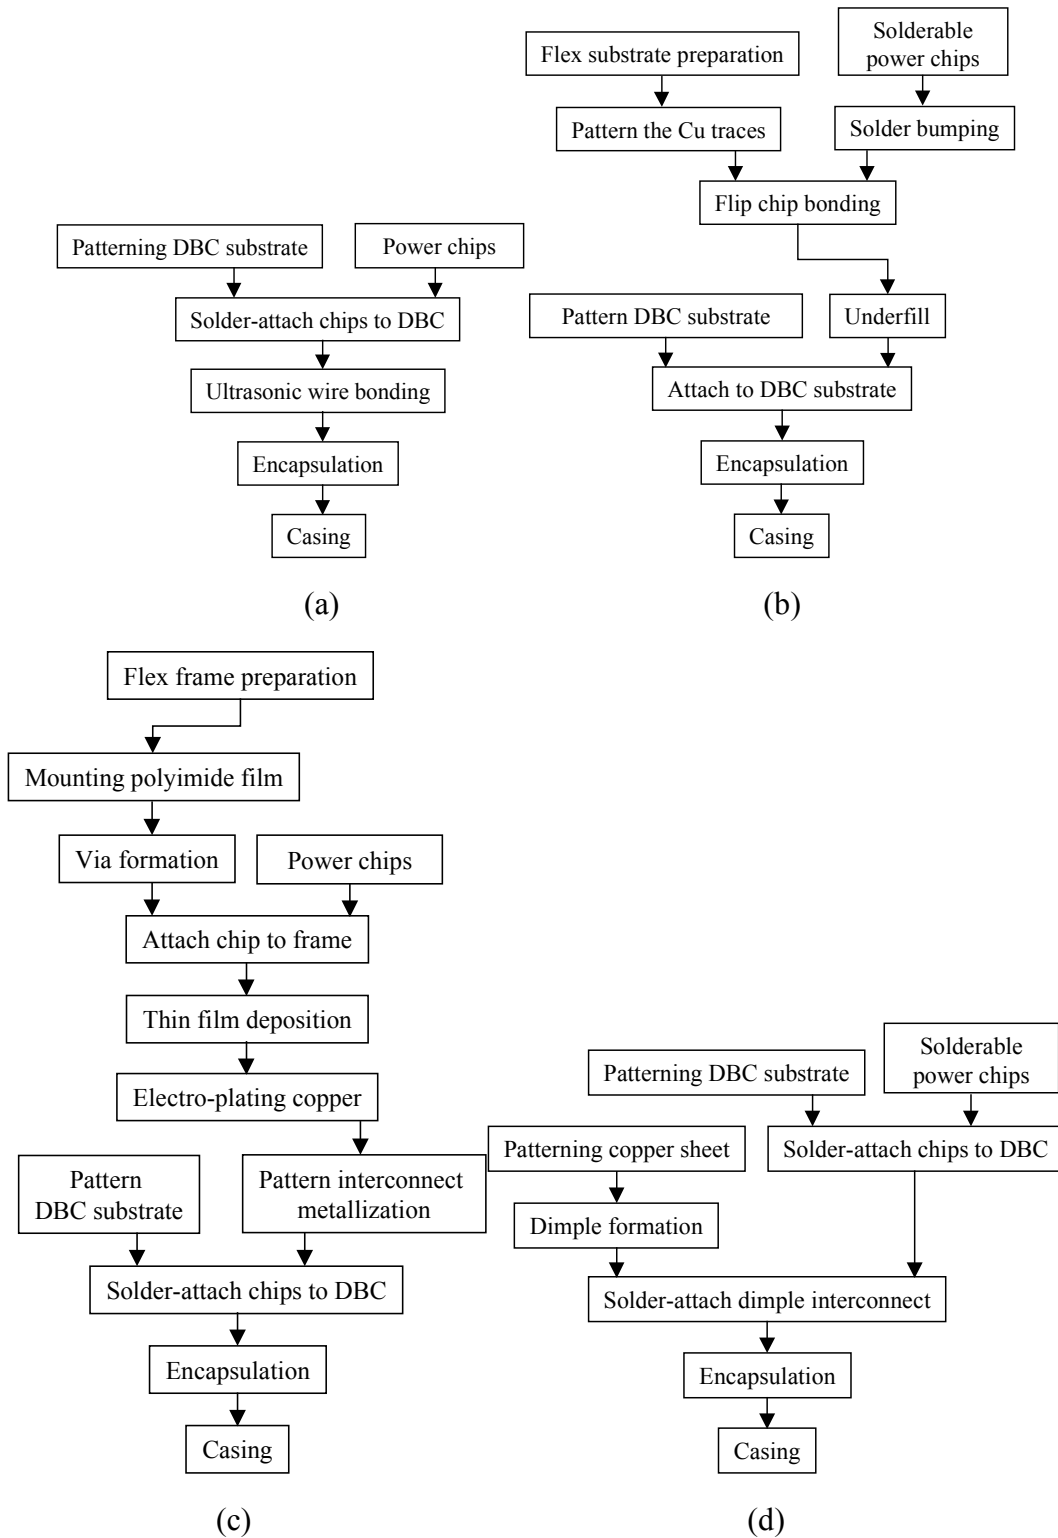 Patterning DBC substrate
Power chips
Solder-attach chips to DBC
Ultrasonic wire bonding
Encapsulation
Casing
(a)
Flex substrate preparation
Solderable
power chips
Pattern the Cu traces
Solder bumping
Flip chip bonding
Pattern DBC substrate
Underfill
Attach to DBC substrate
Encapsulation
Casing
(b)
Flex frame preparation
Mounting polyimide film
Via formation
Power chips
Attach chip to frame
Thin film deposition
Electro-plating copper
Pattern
DBC substrate
Pattern interconnect
metallization
Solder-attach chips to DBC
Encapsulation
Casing
(c)
Patterning DBC substrate
Solderable
power chips
Patterning copper sheet
Solder-attach chips to DBC
Dimple formation
Solder-attach dimple interconnect
Encapsulation
Casing
(d)